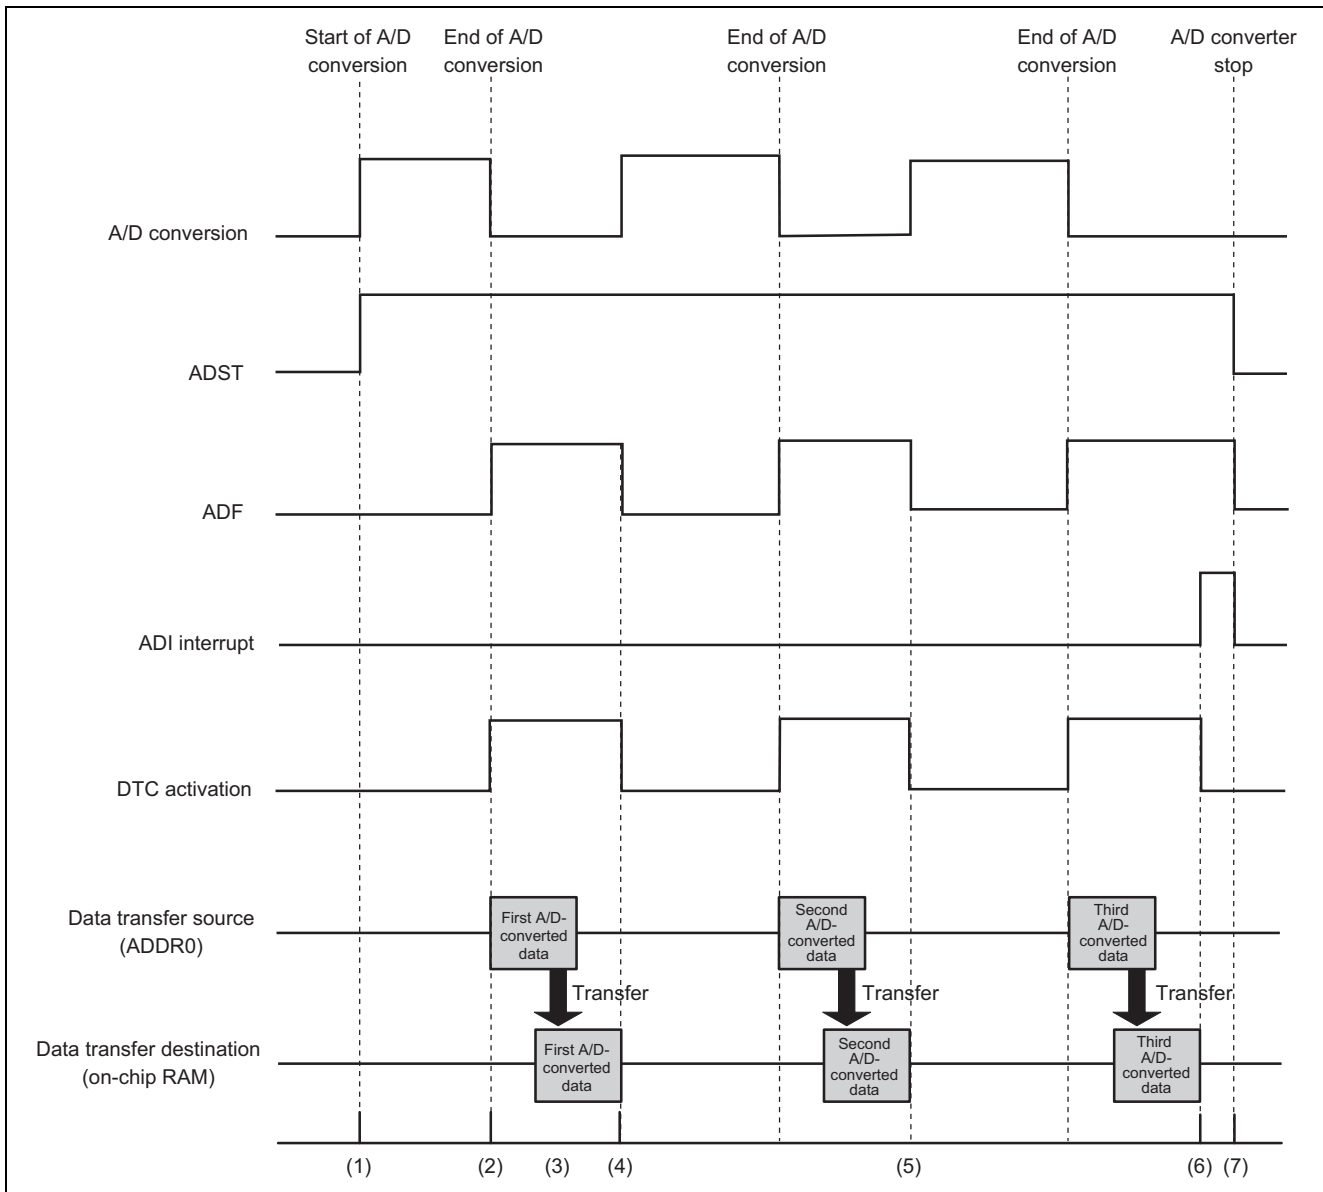 Start of A/D
conversion
End of A/D
conversion
End of A/D
conversion
End of A/D
conversion
A/D converter
stop
A/D conversion
ADST
ADF
ADI interrupt
DTC activation
Data transfer source
(ADDR0)
First A/D-
converted
data
Second
A/D-
converted
data
Third
A/D-
converted
data
Transfer
Transfer
Transfer
Data transfer destination
(on-chip RAM)
First A/D-
converted
data
Second
A/D-
converted
data
Third
A/D-
converted
data
(1)
(2)
(3)
(4)
(5)
(6)
(7)